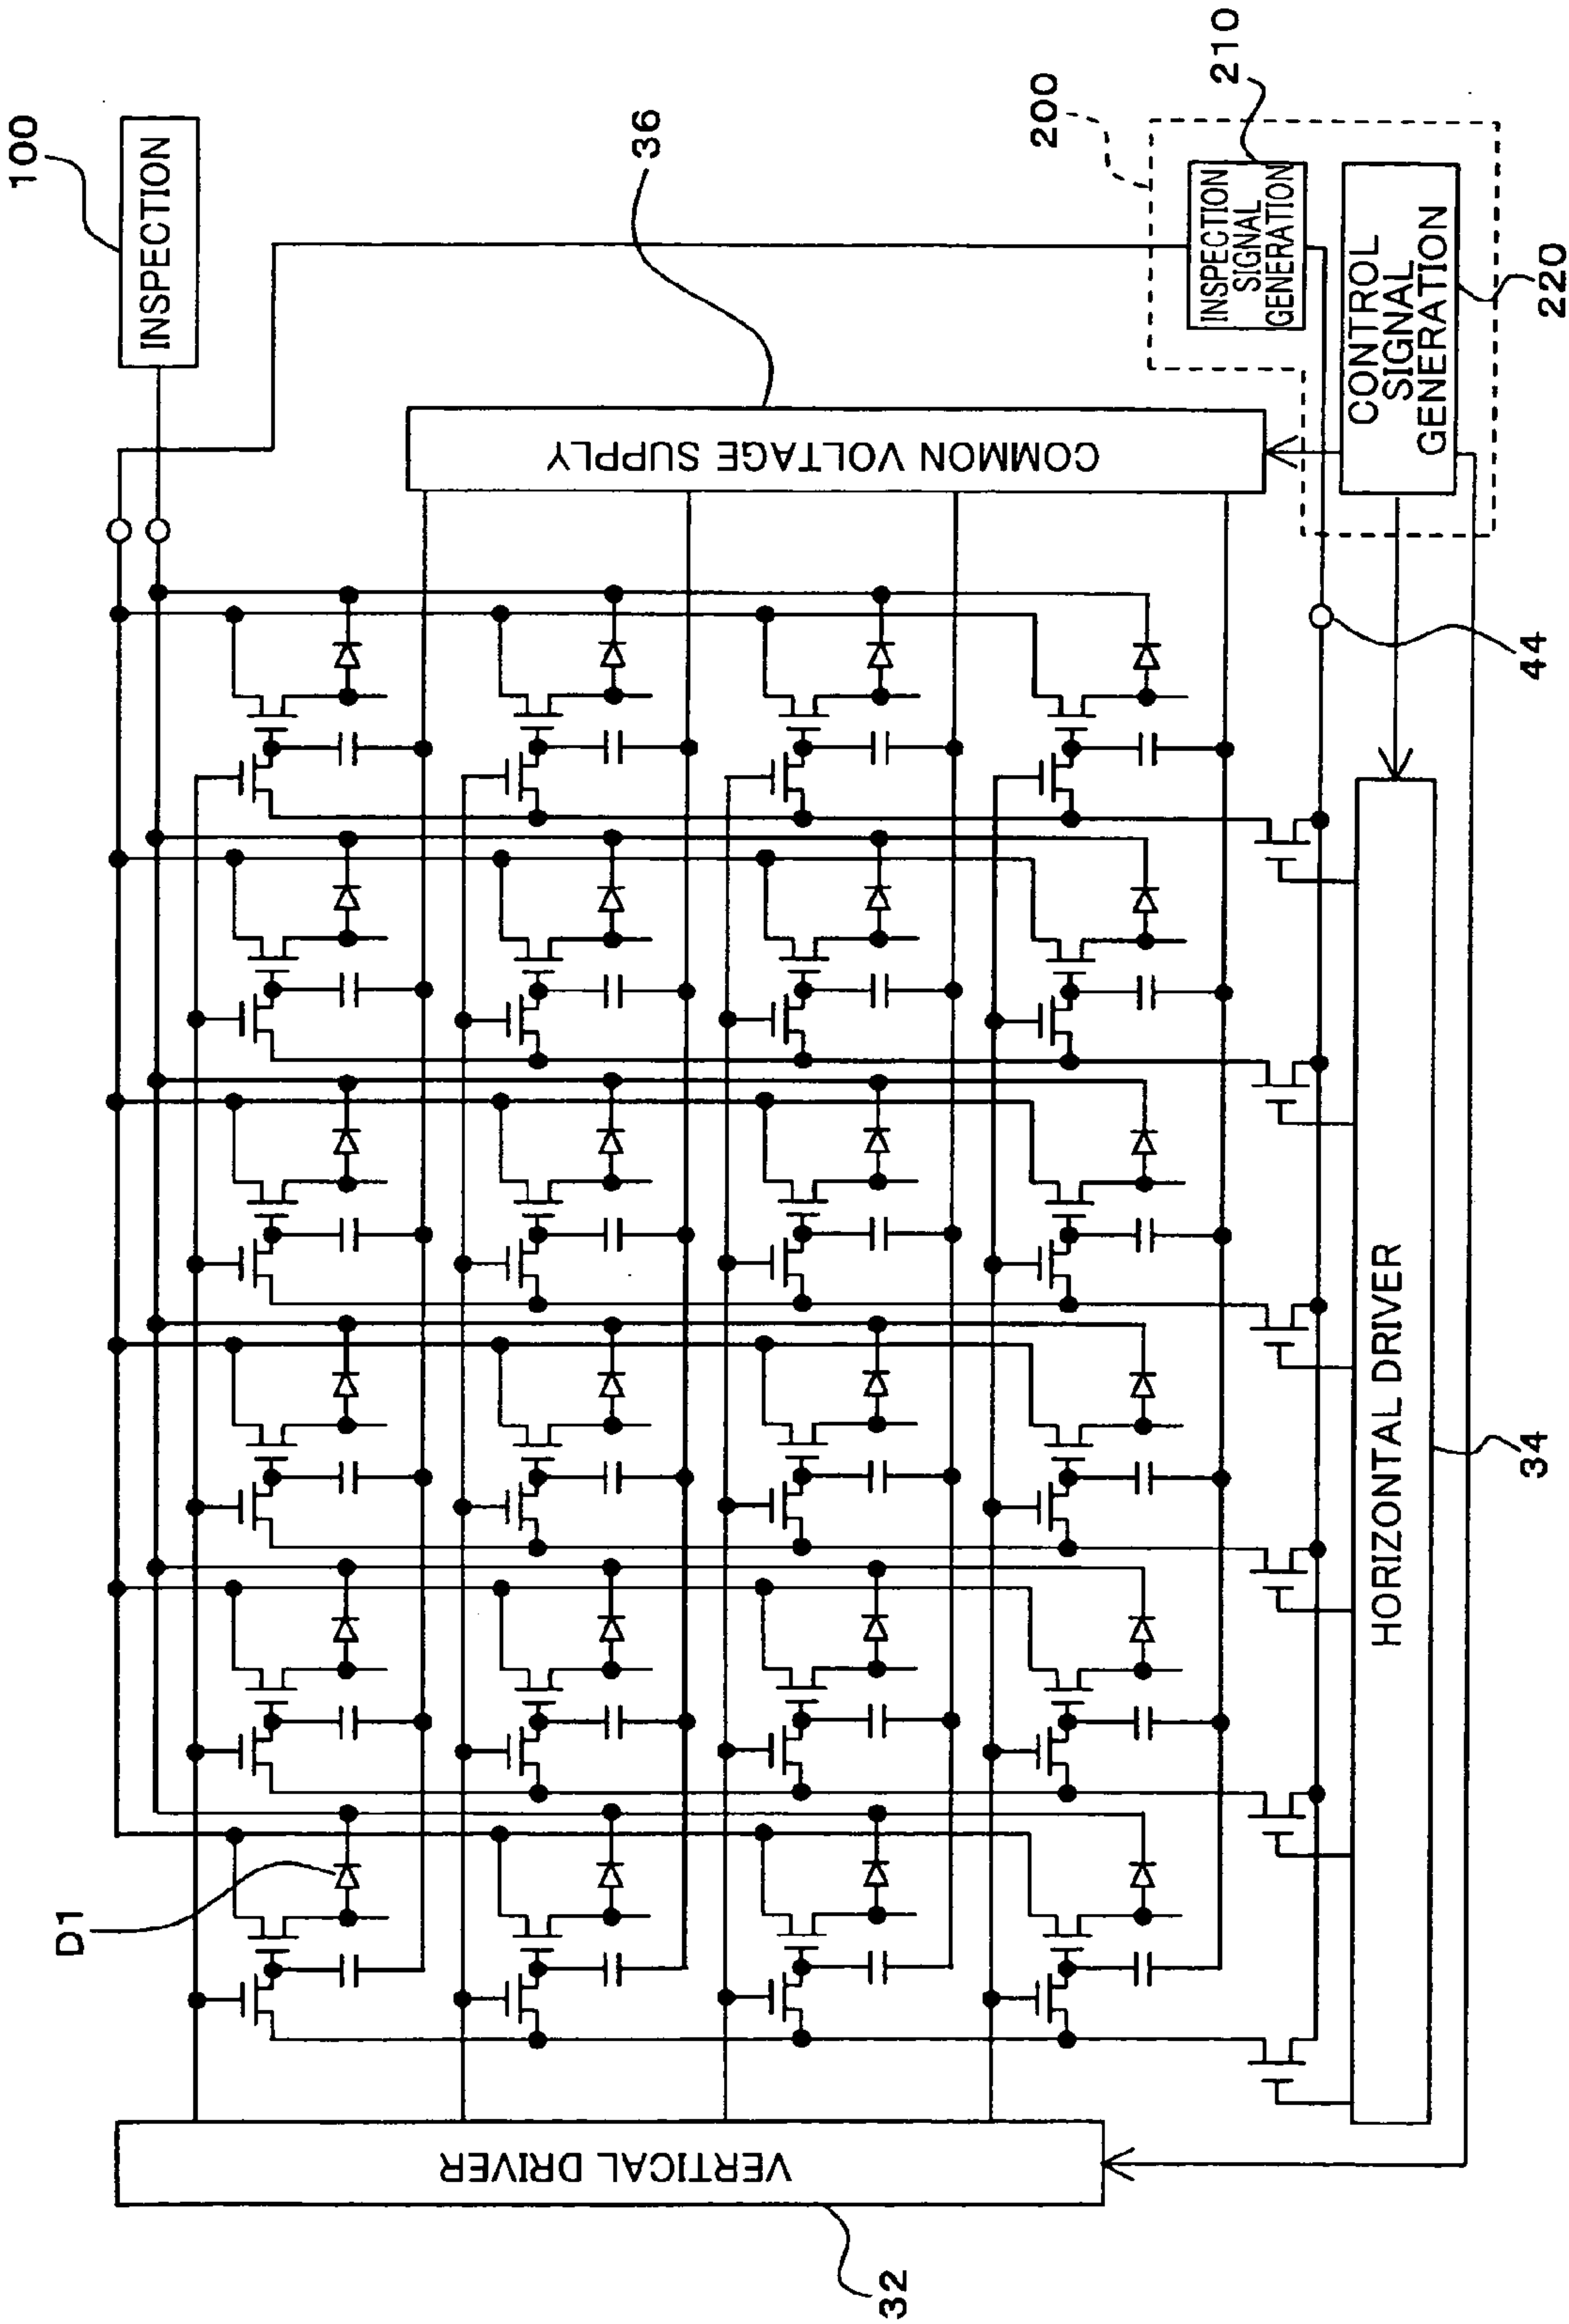 100
INSPECTION
36
200
210
INSPECTION
SIGNAL
GENERATION
CONTROL
SIGNAL
GENERATION
220
COMMON VOLTAGE SUPPLY
44
D1
HORIZONTAL DRIVER
34
VERTICAL DRIVER
32